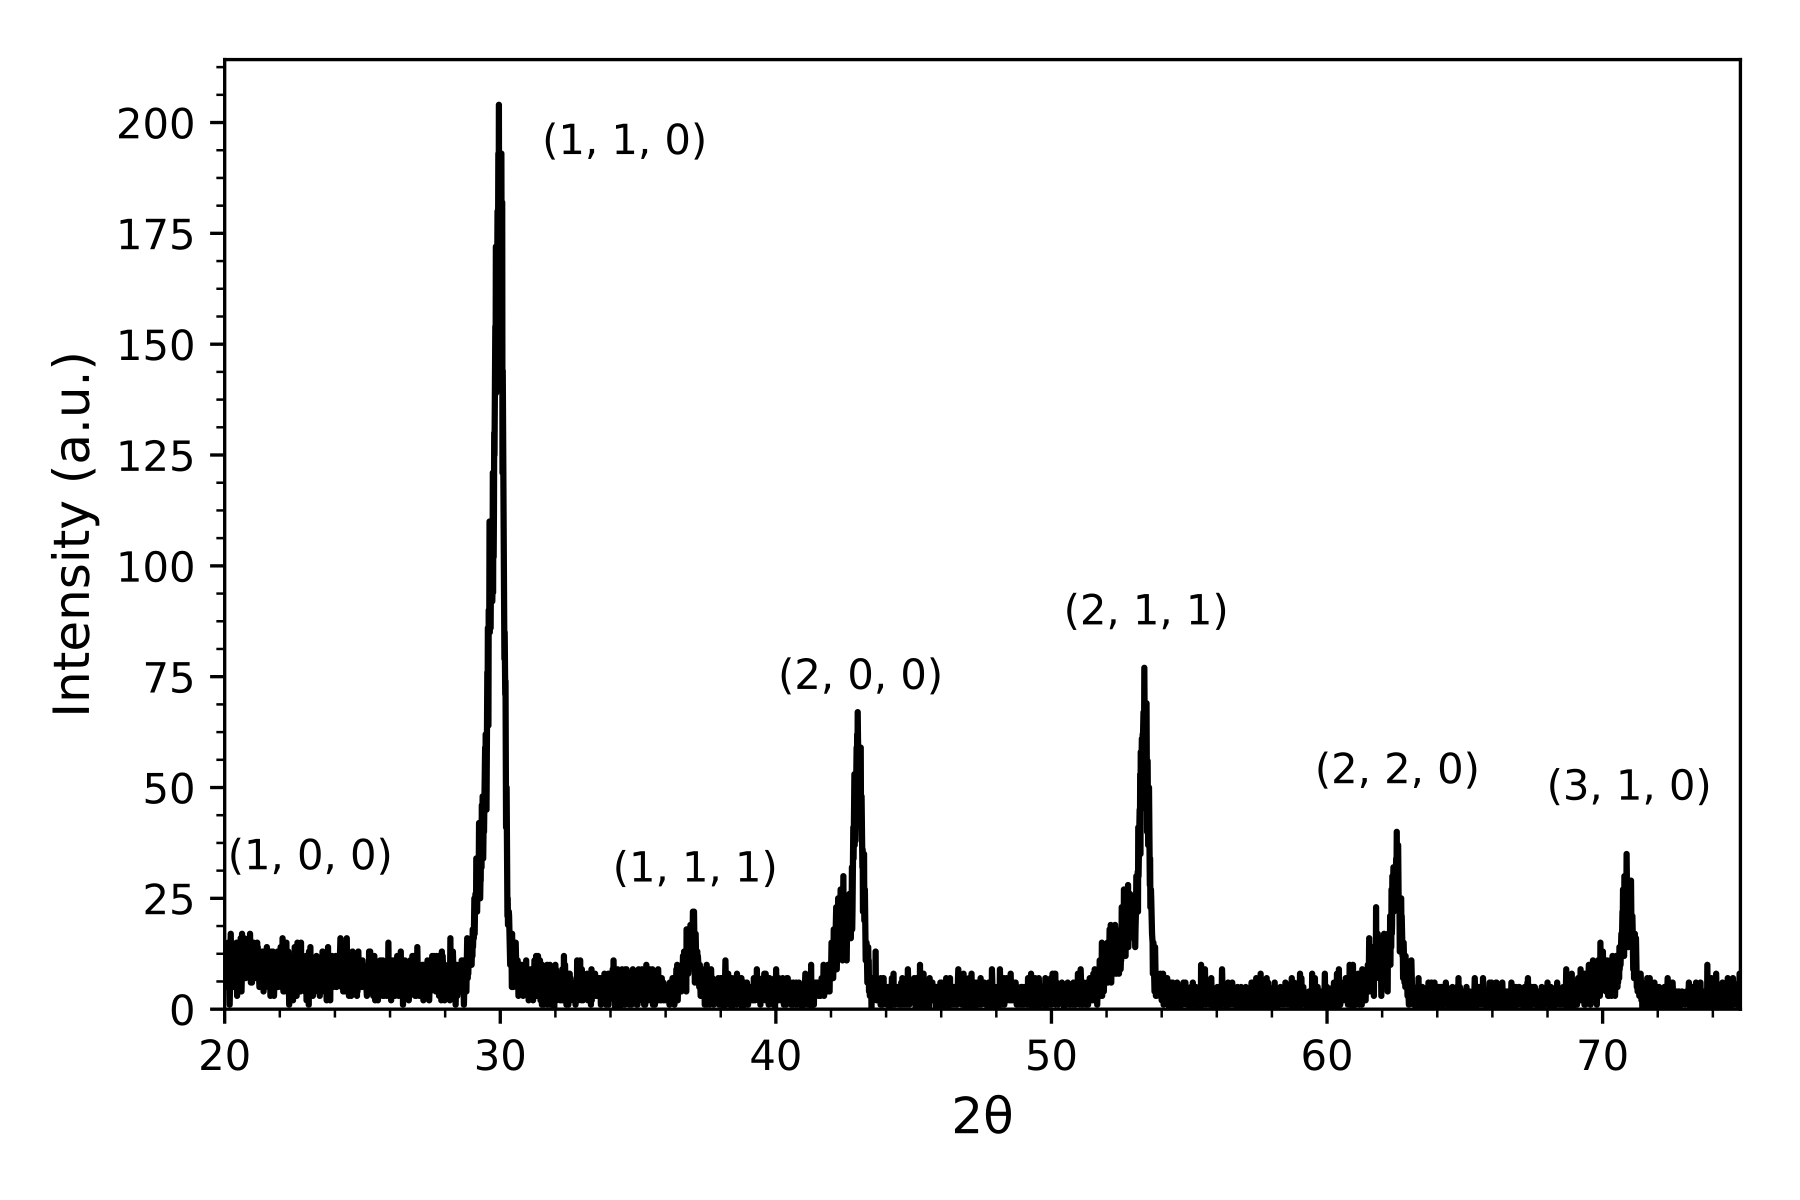 (1, 1, 0)
(2, 1, 1)
(2, 0, 0)
(2, 2, 0)
(3, 1, 0)
(1, 0, 0)
(1, 1, 1)
200
175
150
125
100
75
50
25
0
Intensity (a.u.)
20 30 40 50 60 70
2θ